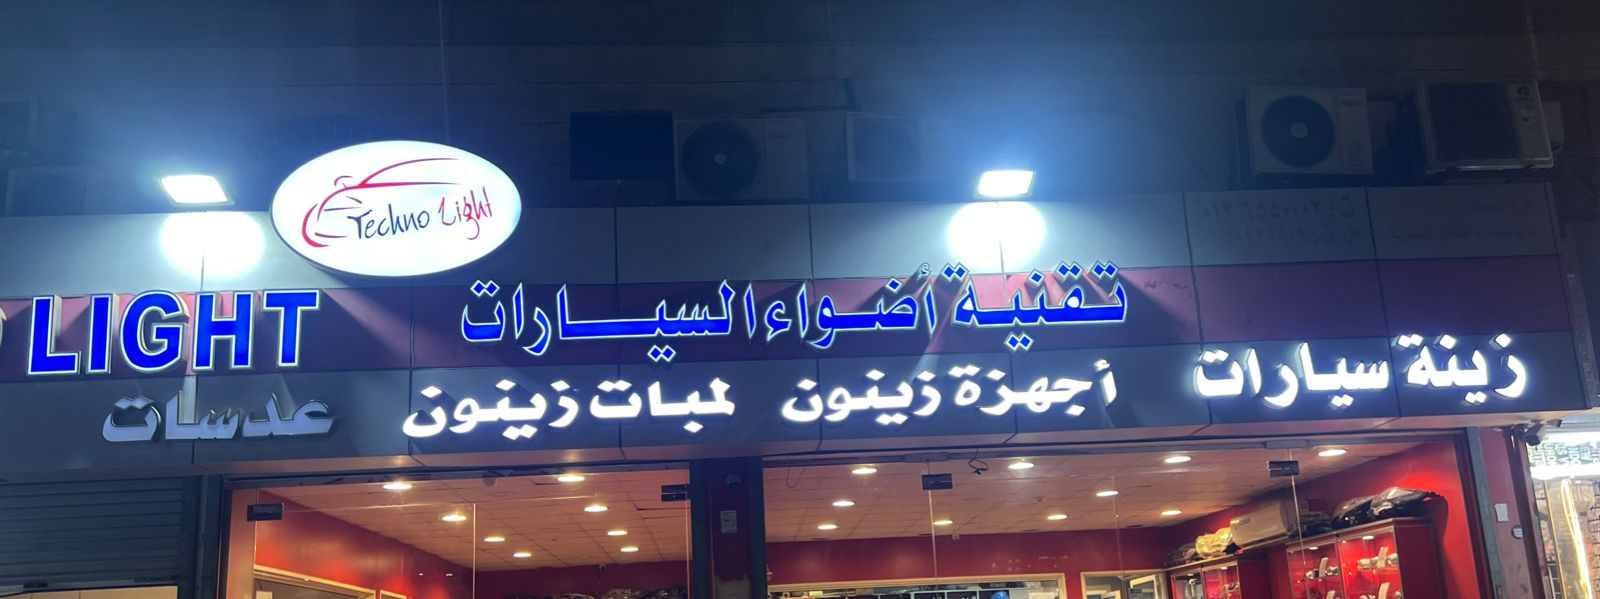 Techno Light
LIGHT
تقنية أضواء السيارات
زينة سيارات
أجهزة زينون
لمبات زينون
عدسات